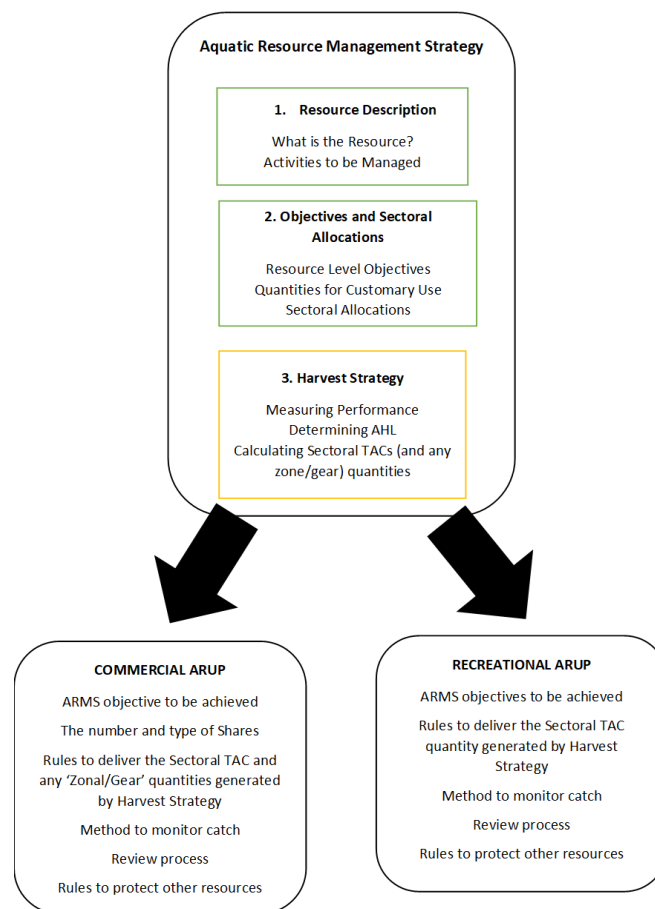 Aquatic Resource Management Strategy
1. Resource Description
What is the Resource?
Activities to be Managed
2. Objectives and Sectoral
Allocations
Resource Level Objectives
Quantities for Customary Use
Sectoral Allocations
3. Harvest Strategy
Measuring Performance
Determining AHL
Calculating Sectoral TACs (and any
zone/gear) quantities
COMMERCIAL ARUP
ARMS objective to be achieved
The number and type of Shares
Rules to deliver the Sectoral TAC and
any ‘Zonal/Gear’ quantities generated
by Harvest Strategy
Method to monitor catch
Review process
Rules to protect other resources
RECREATIONAL ARUP
ARMS objectives to be achieved
Rules to deliver the Sectoral TAC
quantity generated by Harvest
Strategy
Method to monitor catch
Review process
Rules to protect other resources